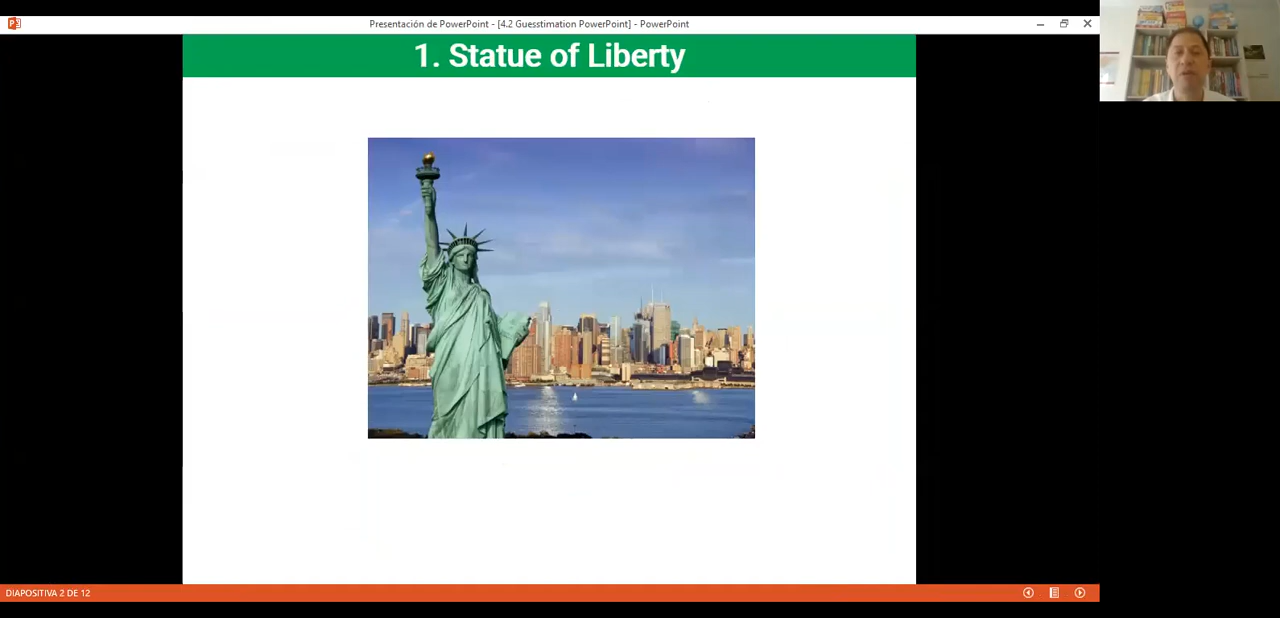 Presentación de PowerPoint - [4.2 Guesstimation PowerPoint] - PowerPoint
1. Statue of Liberty
DIAPOSITIVA 2 DE 12